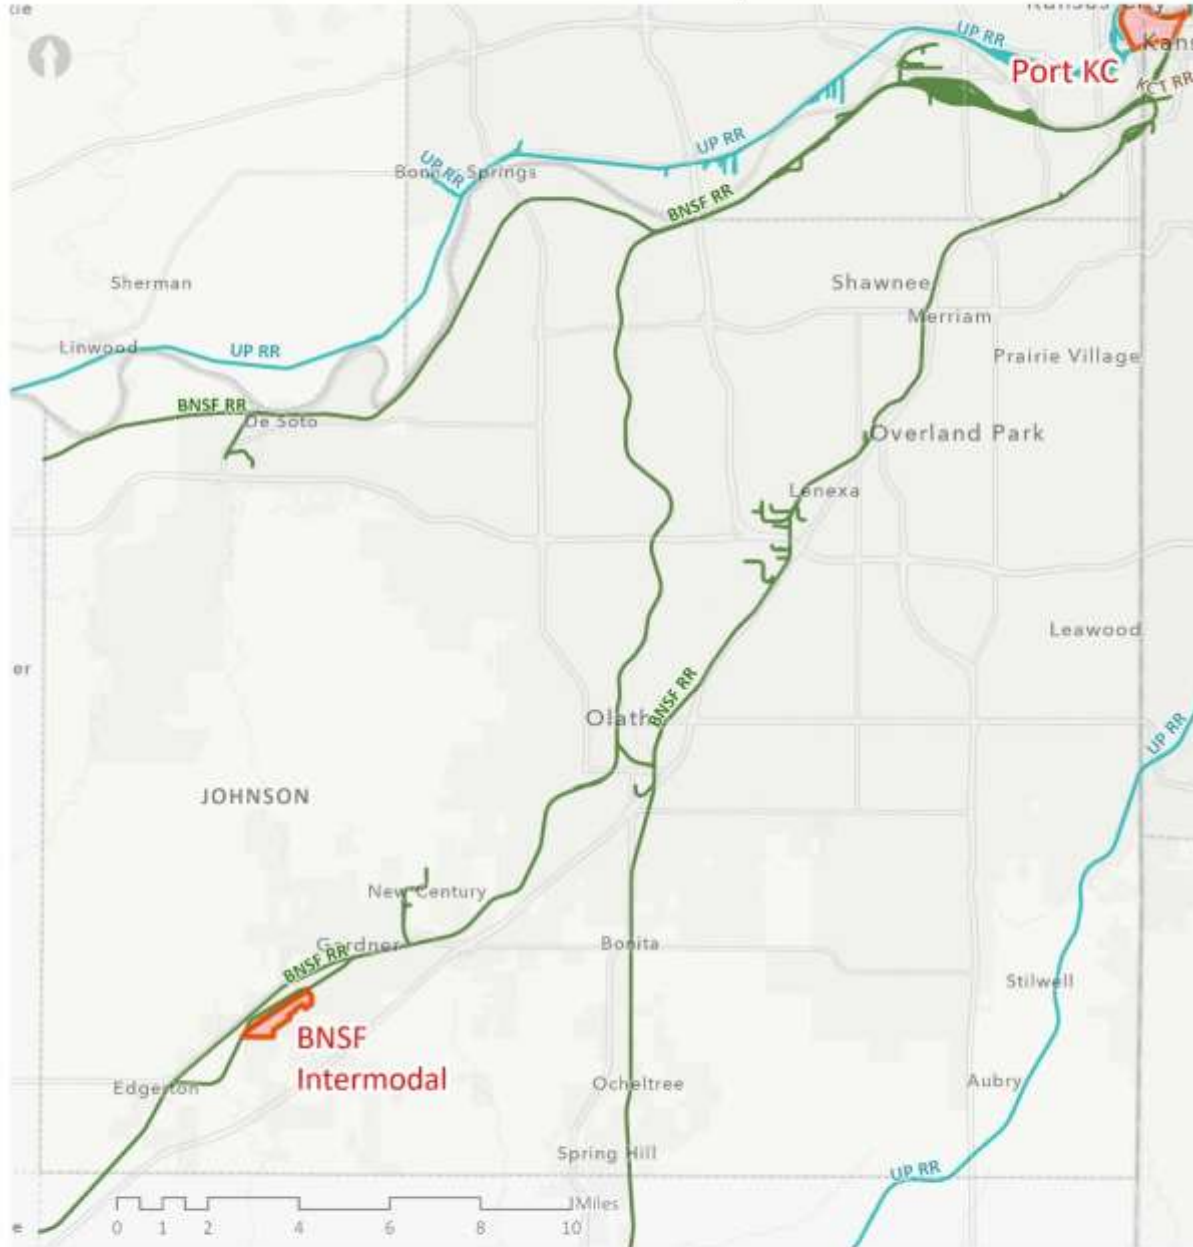 UP RR
Port KC
KCT RR
UP RR
UP RR
Springs
BNSF RR
Sherman
Shawnee
Merriam
Linwood
UP RR
Prairie Village
BNSF RR
De Soto
Overland Park
Lenexa
Leawood
er
BNSF RR
UP RR
JOHNSON
New Century
Gardner
Bonita
BNSF RR
Stilwell
BNSF
Intermodal
Edgerton
Ocheltree
Aubry
Spring Hill
UP RR
Miles
e
0 1 2 4 6 8 10